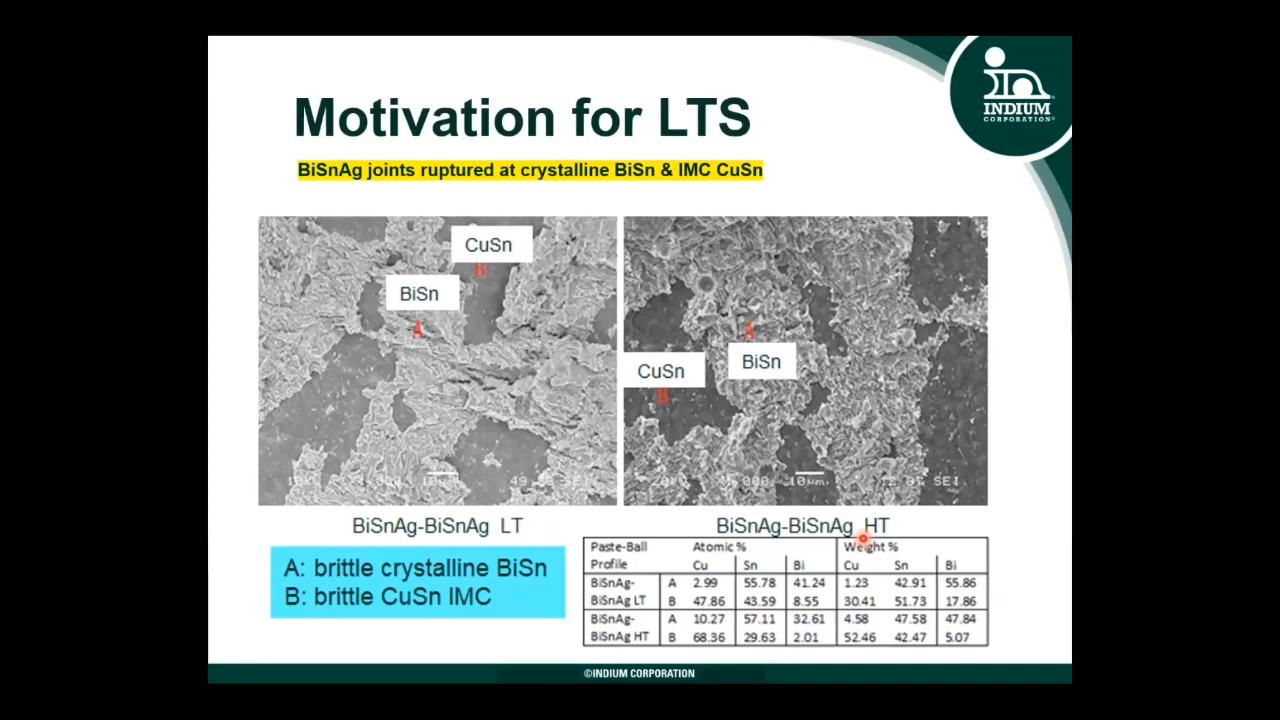 INDIUM
CORPORATION®
Motivation for LTS
BiSnAg joints ruptured at crystalline BiSn & IMC CuSn
CuSn
B
BiSn
A
A
BiSn
CuSn
B
10μm
SEI
10μm
SEI
BiSnAg-BiSnAg LT
BiSnAg-BiSnAg HT
A: brittle crystalline BiSn
B: brittle CuSn IMC
Paste-Ball Atomic % Weight %
Profile Cu Sn Bi Cu Sn Bi
BiSnAg- A 2.99 55.78 41.24 1.23 42.91 55.86
BiSnAg LT B 47.86 43.59 8.55 30.41 51.73 17.86
BiSnAg- A 10.27 57.11 32.61 4.58 47.58 47.84
BiSnAg HT B 68.36 29.63 2.01 52.46 42.47 5.07
©INDIUM CORPORATION